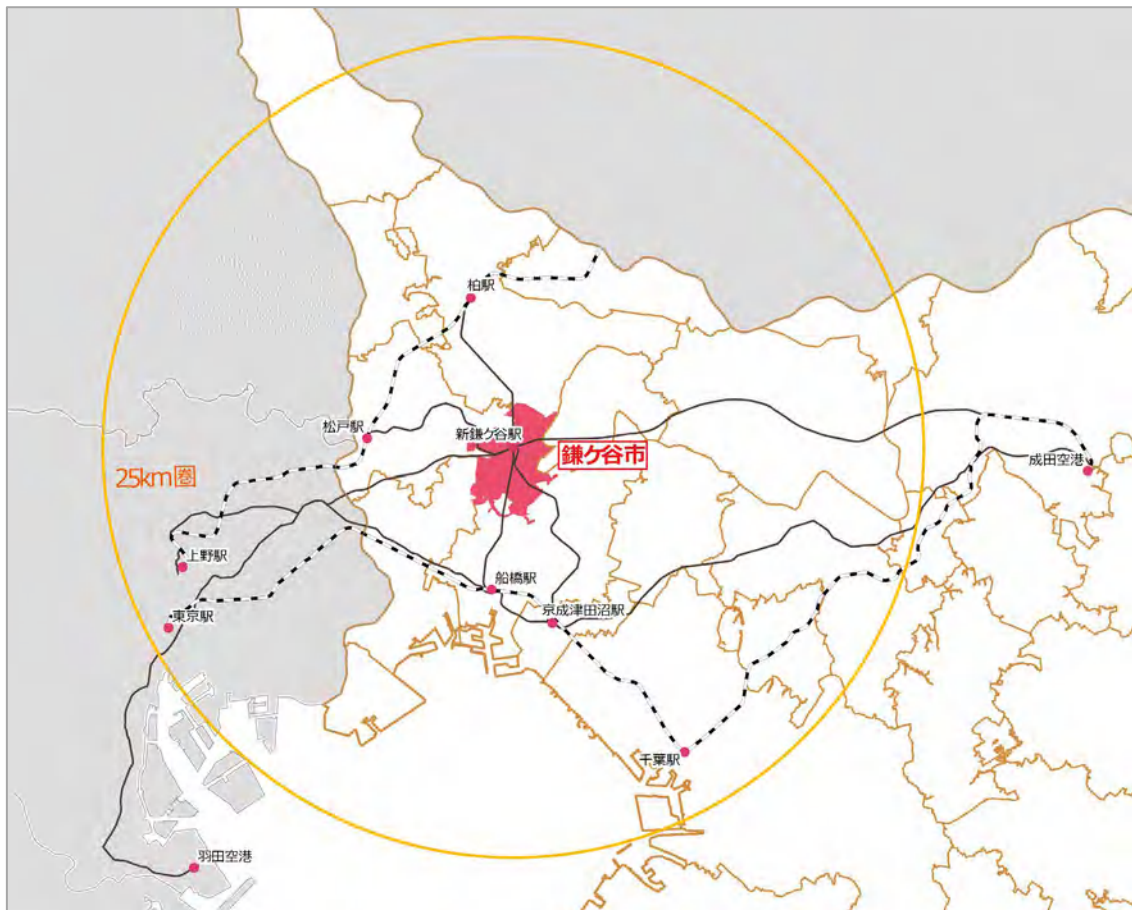 柏駅
松戸駅
新鎌ケ谷駅
鎌ケ谷市
成田空港
25km圏
上野駅
船橋駅
京成津田沼駅
東京駅
千葉駅
羽田空港